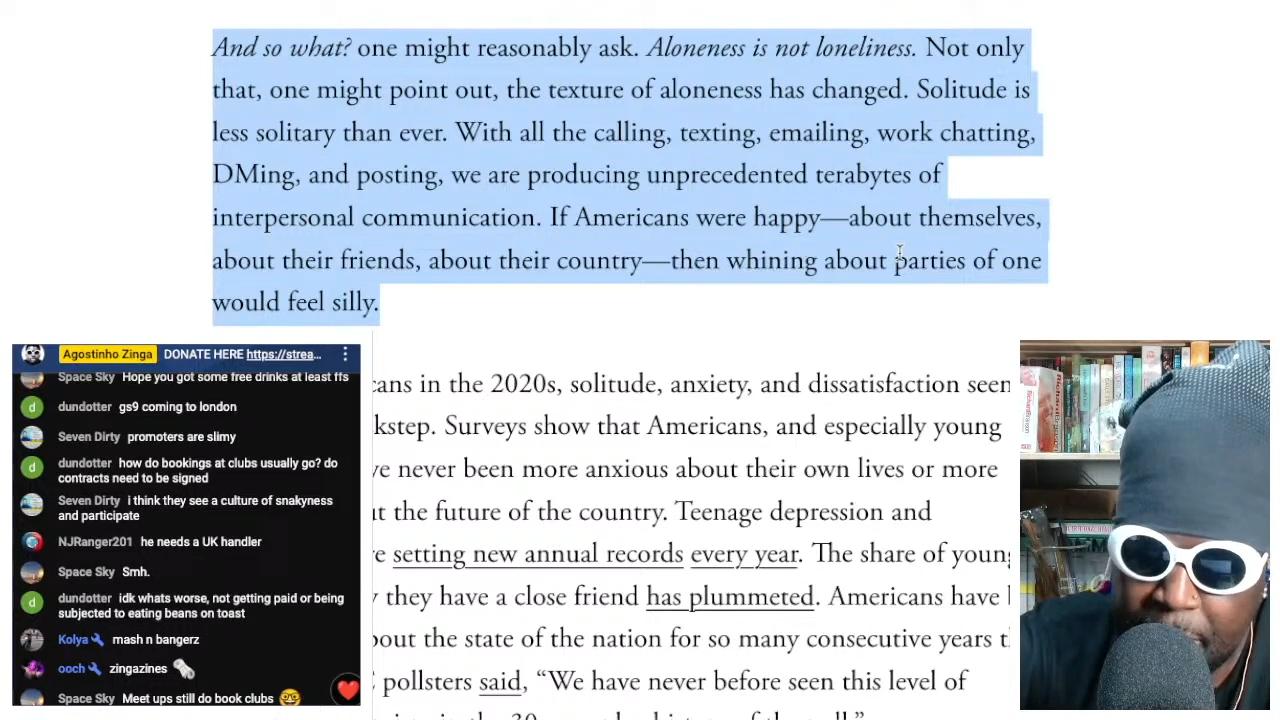 And so what? one might reasonably ask. Aloneness is not loneliness. Not only
that, one might point out, the texture of aloneness has changed. Solitude is
less solitary than ever. With all the calling, texting, emailing, work chatting,
DMing, and posting, we are producing unprecedented terabytes of
interpersonal communication. If Americans were happy—about themselves,
about their friends, about their country—then whining about parties of one
would feel silly.
cans in the 2020s, solitude, anxiety, and dissatisfaction seem
kstep. Surveys show that Americans, and especially young
ve never been more anxious about their own lives or more
ut the future of the country. Teenage depression and
e setting new annual records every year. The share of young
y they have a close friend has plummeted. Americans have
bout the state of the nation for so many consecutive years t
pollsters said, “We have never before seen this level of
Agostinho Zinga DONATE HERE https://strea...
Space Sky Hope you got some free drinks at least ffs
d dundotter gs9 coming to london
Seven Dirty promoters are slimy
d dundotter how do bookings at clubs usually go? do
contracts need to be signed
Seven Dirty i think they see a culture of snakyness
and participate
NJRanger201 he needs a UK handler
Space Sky Smh.
d dundotter idk whats worse, not getting paid or being
subjected to eating beans on toast
Kolya mash n bangerz
ooch zingazines
Space Sky Meet ups still do book clubs